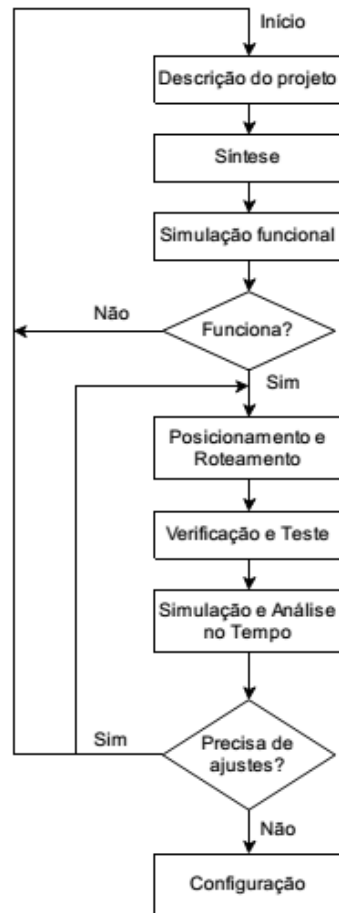 Início
Descrição do projeto
Síntese
Simulação funcional
Não
Funciona?
Sim
Posicionamento e
Roteamento
Verificação e Teste
Simulação e Análise
no Tempo
Sim
Precisa de
ajustes?
Não
Configuração